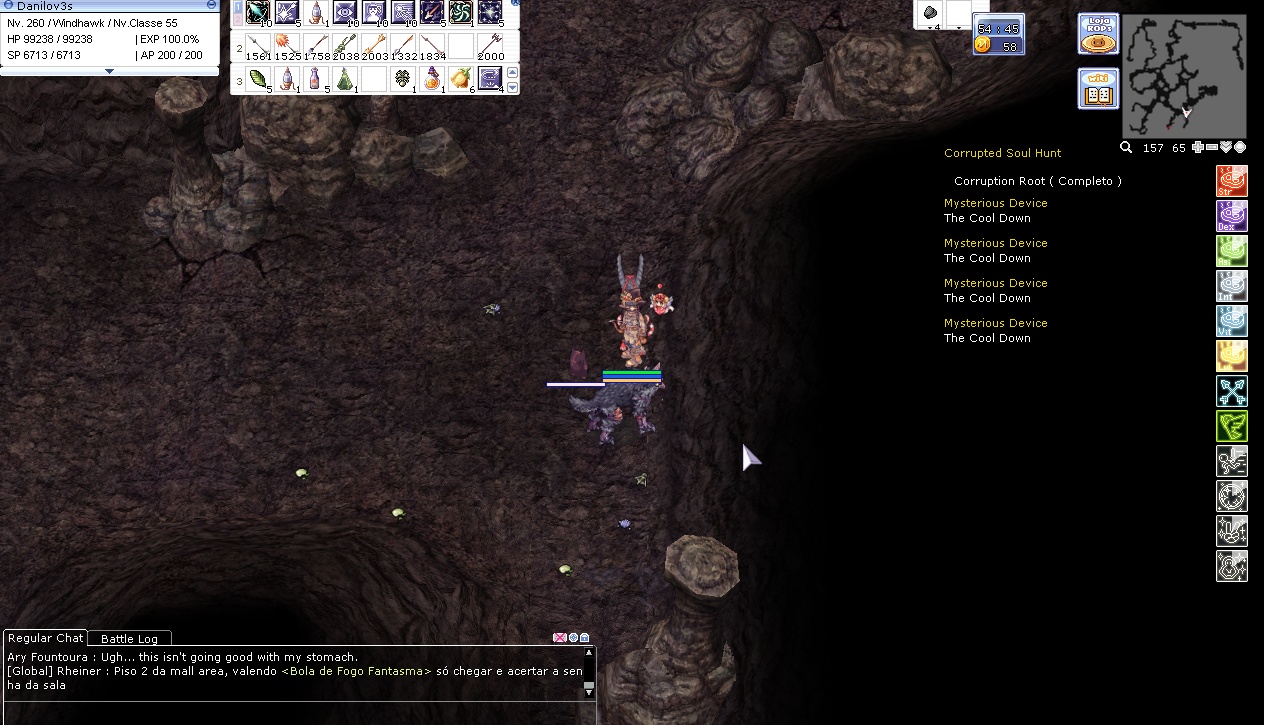 Danilov3s
Nv. 260 / Windhawk / Nv.Classe 55
HP 99238 / 99238 | EXP 100.0%
SP 6713 / 6713 | AP 200 / 200
1
10 5 1 10 10 10 5 1 5
2
1561 1525 1758 2038 2003 1332 1834 2000
3
5 1 5 1 1 1 6 4
4
54 : 45
58
Loja
ROPs
wiki
157 65
Corrupted Soul Hunt
Corruption Root ( Completo )
Mysterious Device
The Cool Down
Mysterious Device
The Cool Down
Mysterious Device
The Cool Down
Mysterious Device
The Cool Down
Str
Dex
Agi
Int
Vit
Regular Chat
Battle Log
Ary Fountoura : Ugh... this isn't going good with my stomach.
[Global] Rheiner : Piso 2 da mall area, valendo <Bola de Fogo Fantasma> só chegar e acertar a sen
ha da sala